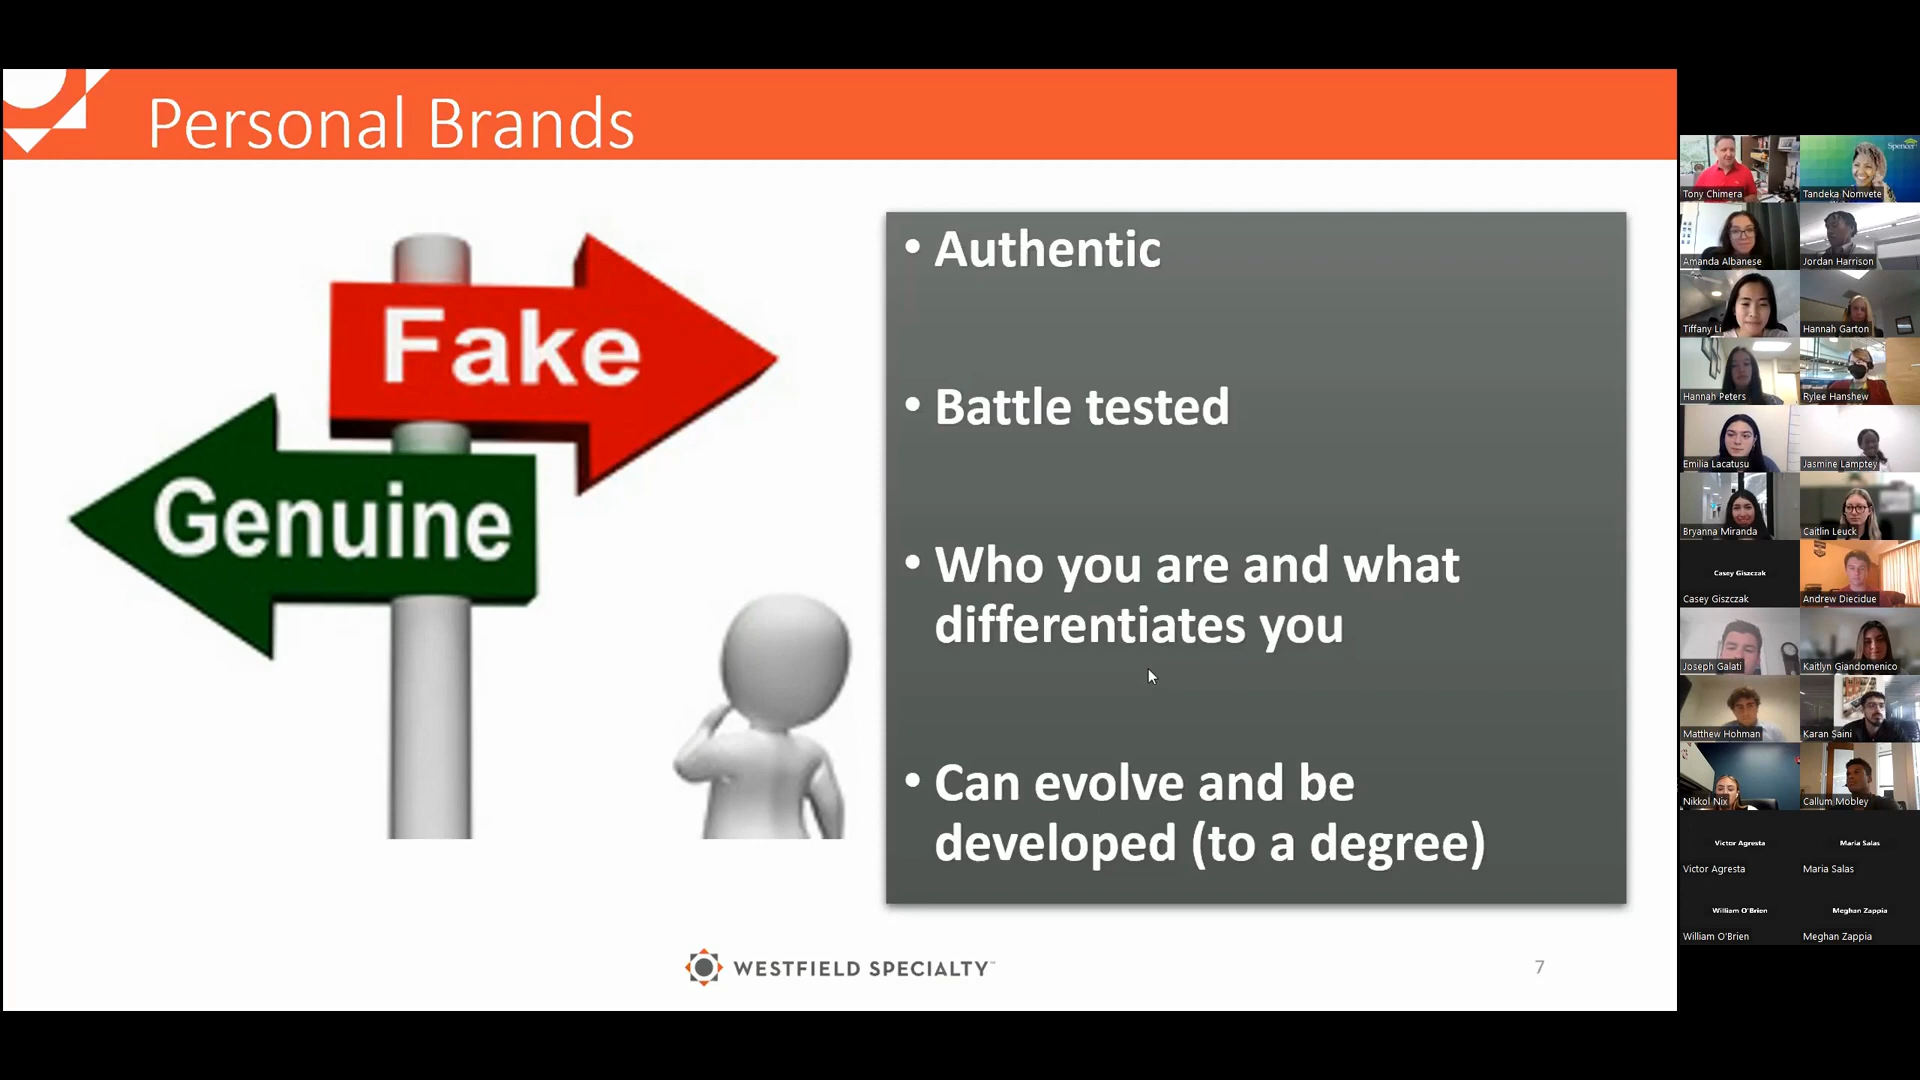 Personal Brands
Fake
Genuine
• Authentic
• Battle tested
• Who you are and what
differentiates you
• Can evolve and be
developed (to a degree)
WESTFIELD SPECIALTY™
7
Spencer
Tony Chimera
Tandeka Nomvete
Amanda Albanese
Jordan Harrison
Tiffany Li
Hannah Garton
Hannah Peters
Rylee Hanshew
Emilia Lacatusu
Jasmine Lamptey
Bryanna Miranda
Caitlin Leuck
Casey Giszczak
Casey Giszczak
Andrew Diecidue
Joseph Galati
Kaitlyn Giandomenico
Matthew Hohman
Karan Saini
Nikkol Nix
Callum Mobley
Victor Agresta
Maria Salas
Victor Agresta
Maria Salas
William O'Brien
Meghan Zappia
William O'Brien
Meghan Zappia